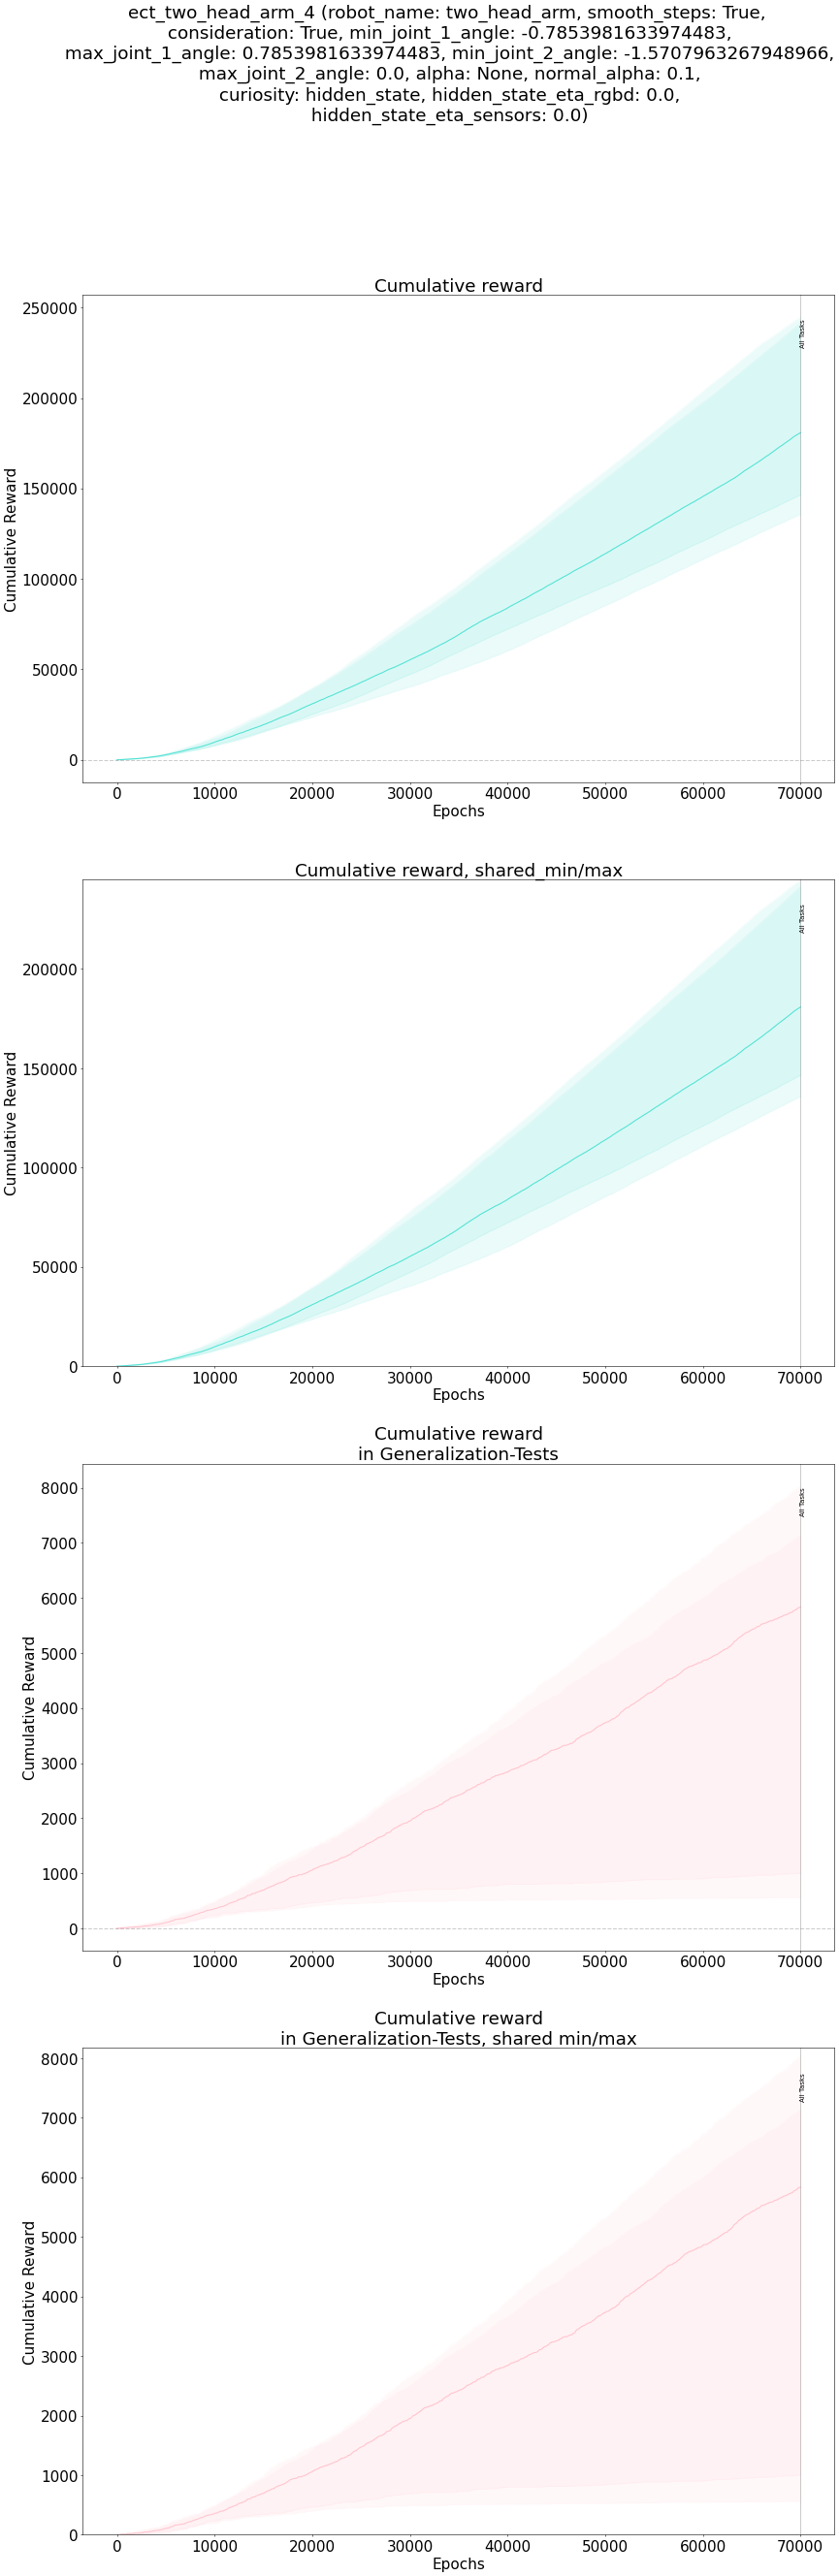 ect_two_head_arm_4 (robot_name: two_head_arm, smooth_steps: True,
consideration: True, min_joint_1_angle: -0.7853981633974483,
max_joint_1_angle: 0.7853981633974483, min_joint_2_angle: -1.5707963267948966,
max_joint_2_angle: 0.0, alpha: None, normal_alpha: 0.1,
curiosity: hidden_state, hidden_state_eta_rgbd: 0.0,
hidden_state_eta_sensors: 0.0)
Cumulative reward
250000
200000
150000
100000
50000
0
Cumulative Reward
All Tasks
0 10000 20000 30000 40000 50000 60000 70000
Epochs
Cumulative reward, shared_min/max
200000
150000
100000
50000
0
Cumulative Reward
All Tasks
0 10000 20000 30000 40000 50000 60000 70000
Epochs
Cumulative reward
in Generalization-Tests
8000
7000
6000
5000
4000
3000
2000
1000
0
Cumulative Reward
All Tasks
0 10000 20000 30000 40000 50000 60000 70000
Epochs
Cumulative reward
in Generalization-Tests, shared min/max
8000
7000
6000
5000
4000
3000
2000
1000
0
Cumulative Reward
All Tasks
0 10000 20000 30000 40000 50000 60000 70000
Epochs